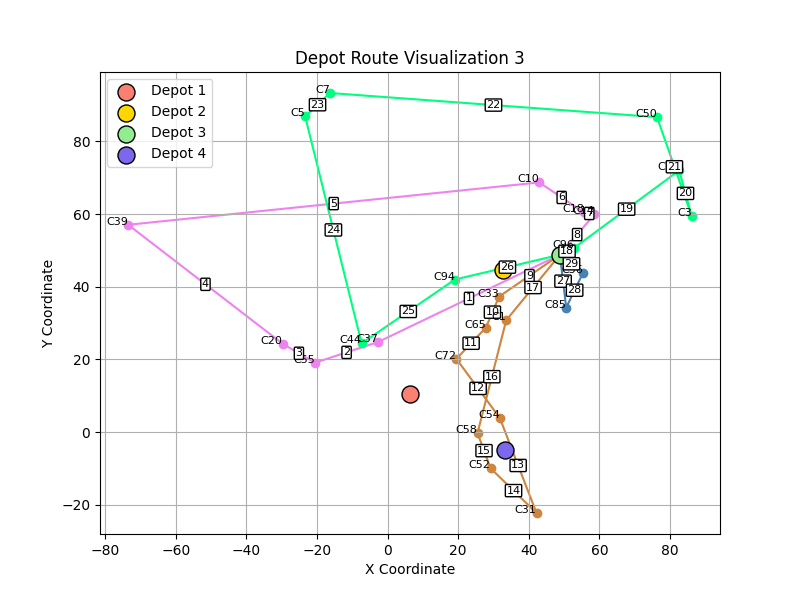 Depot Route Visualization 3
Depot 1
Depot 2
Depot 3
Depot 4
Y Coordinate
80
60
40
20
0
−20
−80
−60
−40
−20
0
20
40
60
80
X Coordinate
C7
23
C5
22
C50
21
20
C3
19
C10
6
C18
7
8
C39
5
24
4
C96
18
26
29
C94
9
27
28
17
C33
1
C85
10
25
C65
C44
C37
11
C20
3
2
C55
C72
16
12
C54
C58
15
C52
13
14
C31